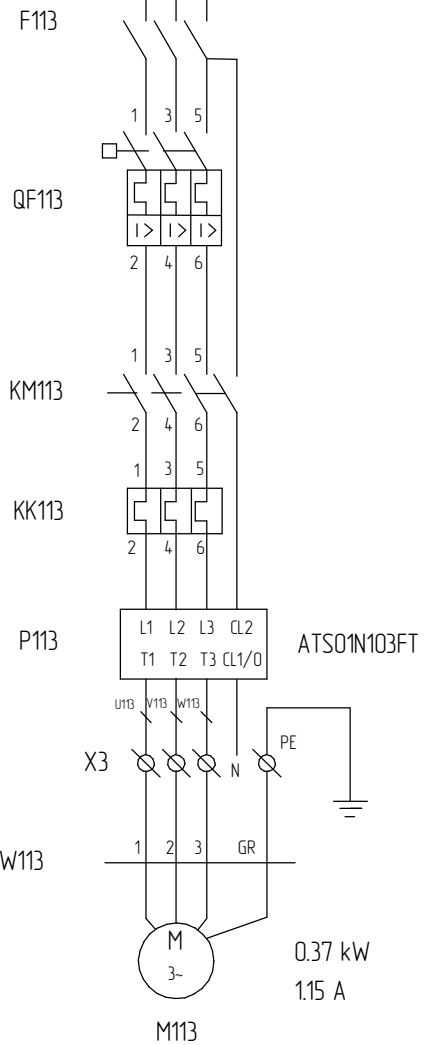 F113
1 3 5
QF113
I> I> I>
2 4 6
1 3 5
KM113
2 4 6
1 3 5
KK113
2 4 6
L1 L2 L3 CL2
P113
ATS01N103FT
T1 T2 T3 CL1/0
U113 V113 W113
PE
X3
N
1 2 3 GR
W113
M
3~
0.37 kW
1.15 A
M113